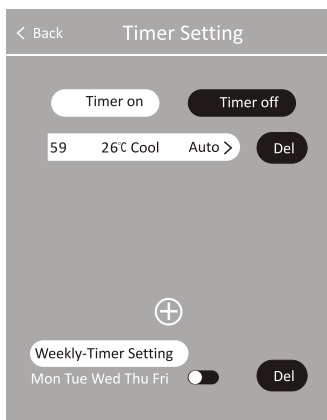 < Back Timer Setting
Timer on Timer off
59 26℃ Cool Auto > Del
Weekly-Timer Setting
Mon Tue Wed Thu Fri Del